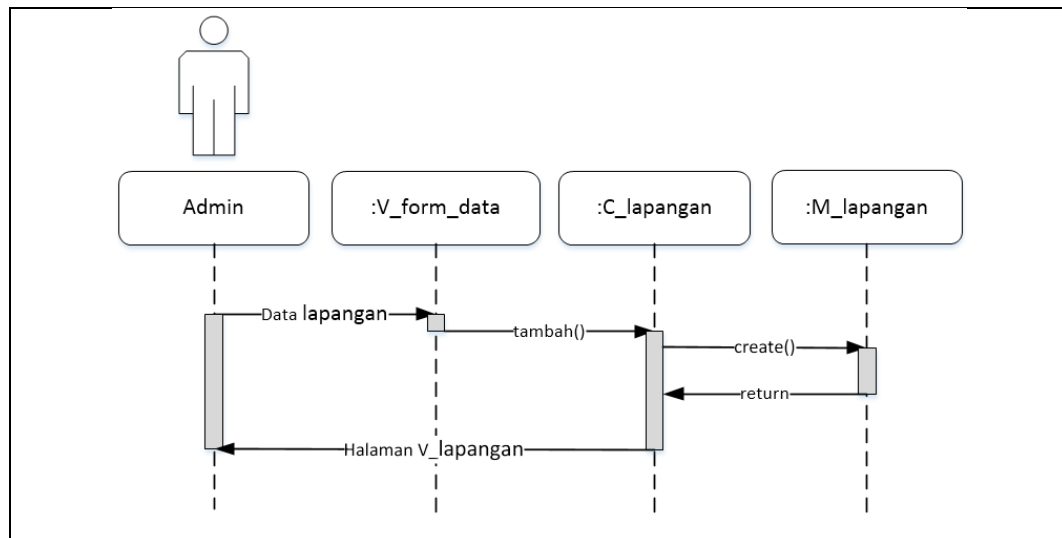 Admin
:V_form_data
:C_lapangan
:M_lapangan
Data lapangan
tambah()
create()
return
Halaman V_lapangan